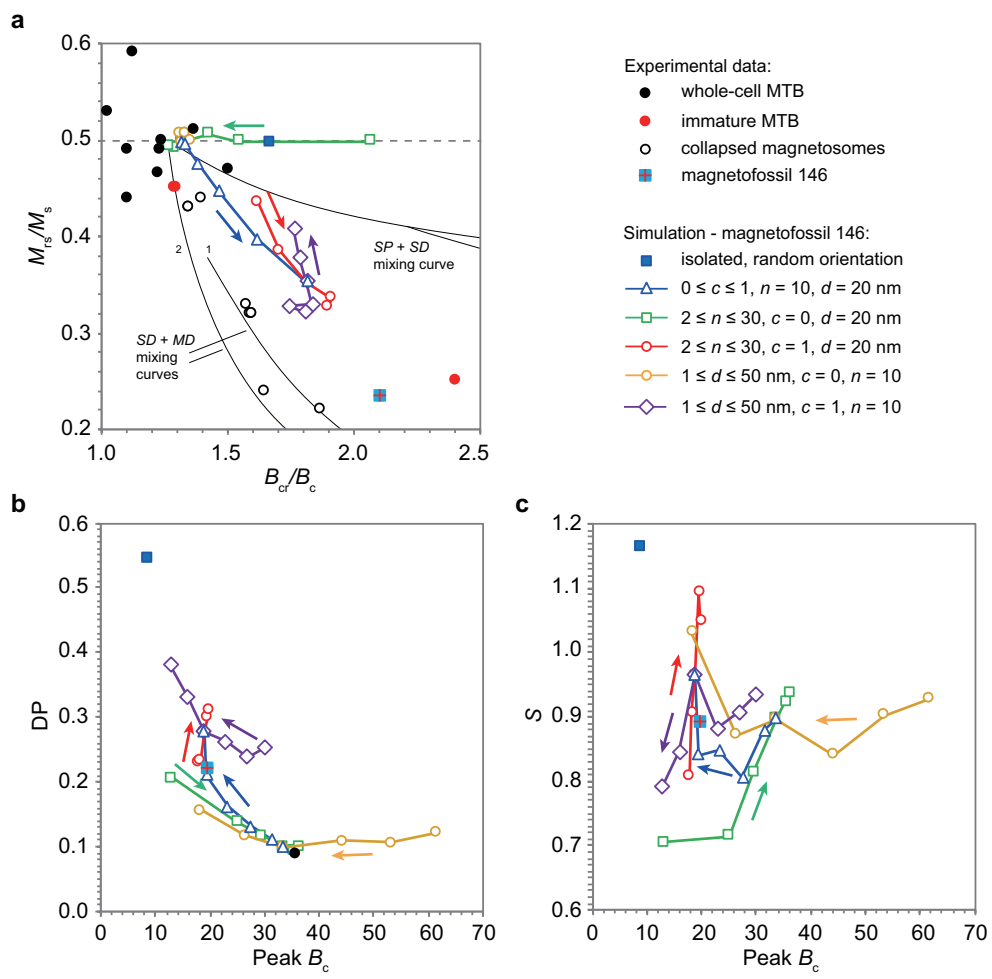 a
0.6
0.5
0.4
0.3
0.2
Mrs/Ms
1.0
1.5
2.0
2.5
Bcr/Bc
2
1
SP + SD
mixing curve
SD + MD
mixing
curves
Experimental data:
whole-cell MTB
immature MTB
collapsed magnetosomes
magnetofossil 146
Simulation - magnetofossil 146:
isolated, random orientation
0 ≤ c ≤ 1, n = 10, d = 20 nm
2 ≤ n ≤ 30, c = 0, d = 20 nm
2 ≤ n ≤ 30, c = 1, d = 20 nm
1 ≤ d ≤ 50 nm, c = 0, n = 10
1 ≤ d ≤ 50 nm, c = 1, n = 10
b
0.6
0.5
0.4
0.3
0.2
0.1
0.0
DP
0 10 20 30 40 50 60 70
Peak Bc
c
1.2
1.1
1.0
0.9
0.8
0.7
0.6
S
0 10 20 30 40 50 60 70
Peak Bc